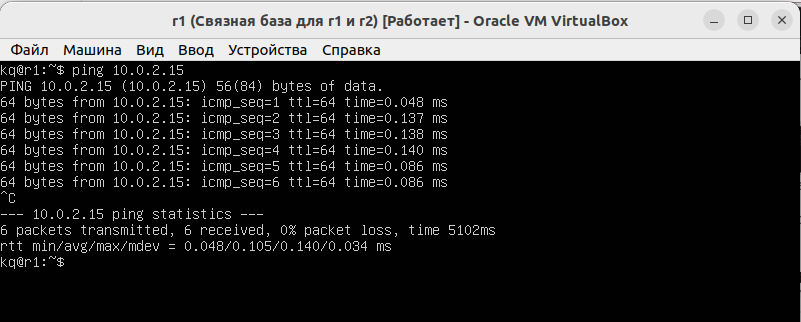 r1 (Связная база для r1 и r2) [Работает] - Oracle VM VirtualBox
Файл Машина Вид Ввод Устройства Справка
kq@r1:~$ ping 10.0.2.15
PING 10.0.2.15 (10.0.2.15) 56(84) bytes of data.
64 bytes from 10.0.2.15: icmp_seq=1 ttl=64 time=0.048 ms
64 bytes from 10.0.2.15: icmp_seq=2 ttl=64 time=0.137 ms
64 bytes from 10.0.2.15: icmp_seq=3 ttl=64 time=0.138 ms
64 bytes from 10.0.2.15: icmp_seq=4 ttl=64 time=0.140 ms
64 bytes from 10.0.2.15: icmp_seq=5 ttl=64 time=0.086 ms
64 bytes from 10.0.2.15: icmp_seq=6 ttl=64 time=0.086 ms
^C
--- 10.0.2.15 ping statistics ---
6 packets transmitted, 6 received, 0% packet loss, time 5102ms
rtt min/avg/max/mdev = 0.048/0.105/0.140/0.034 ms
kq@r1:~$